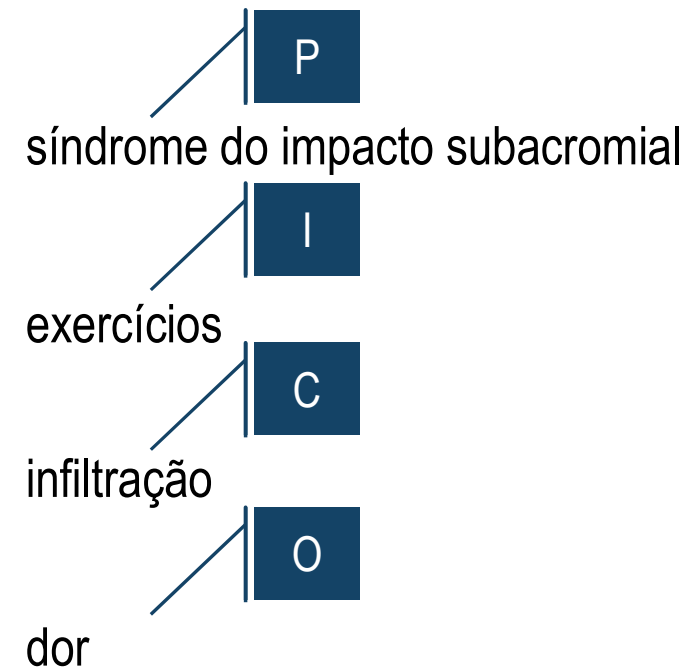 P
síndrome do impacto subacromial
I
exercícios
C
infiltração
O
dor